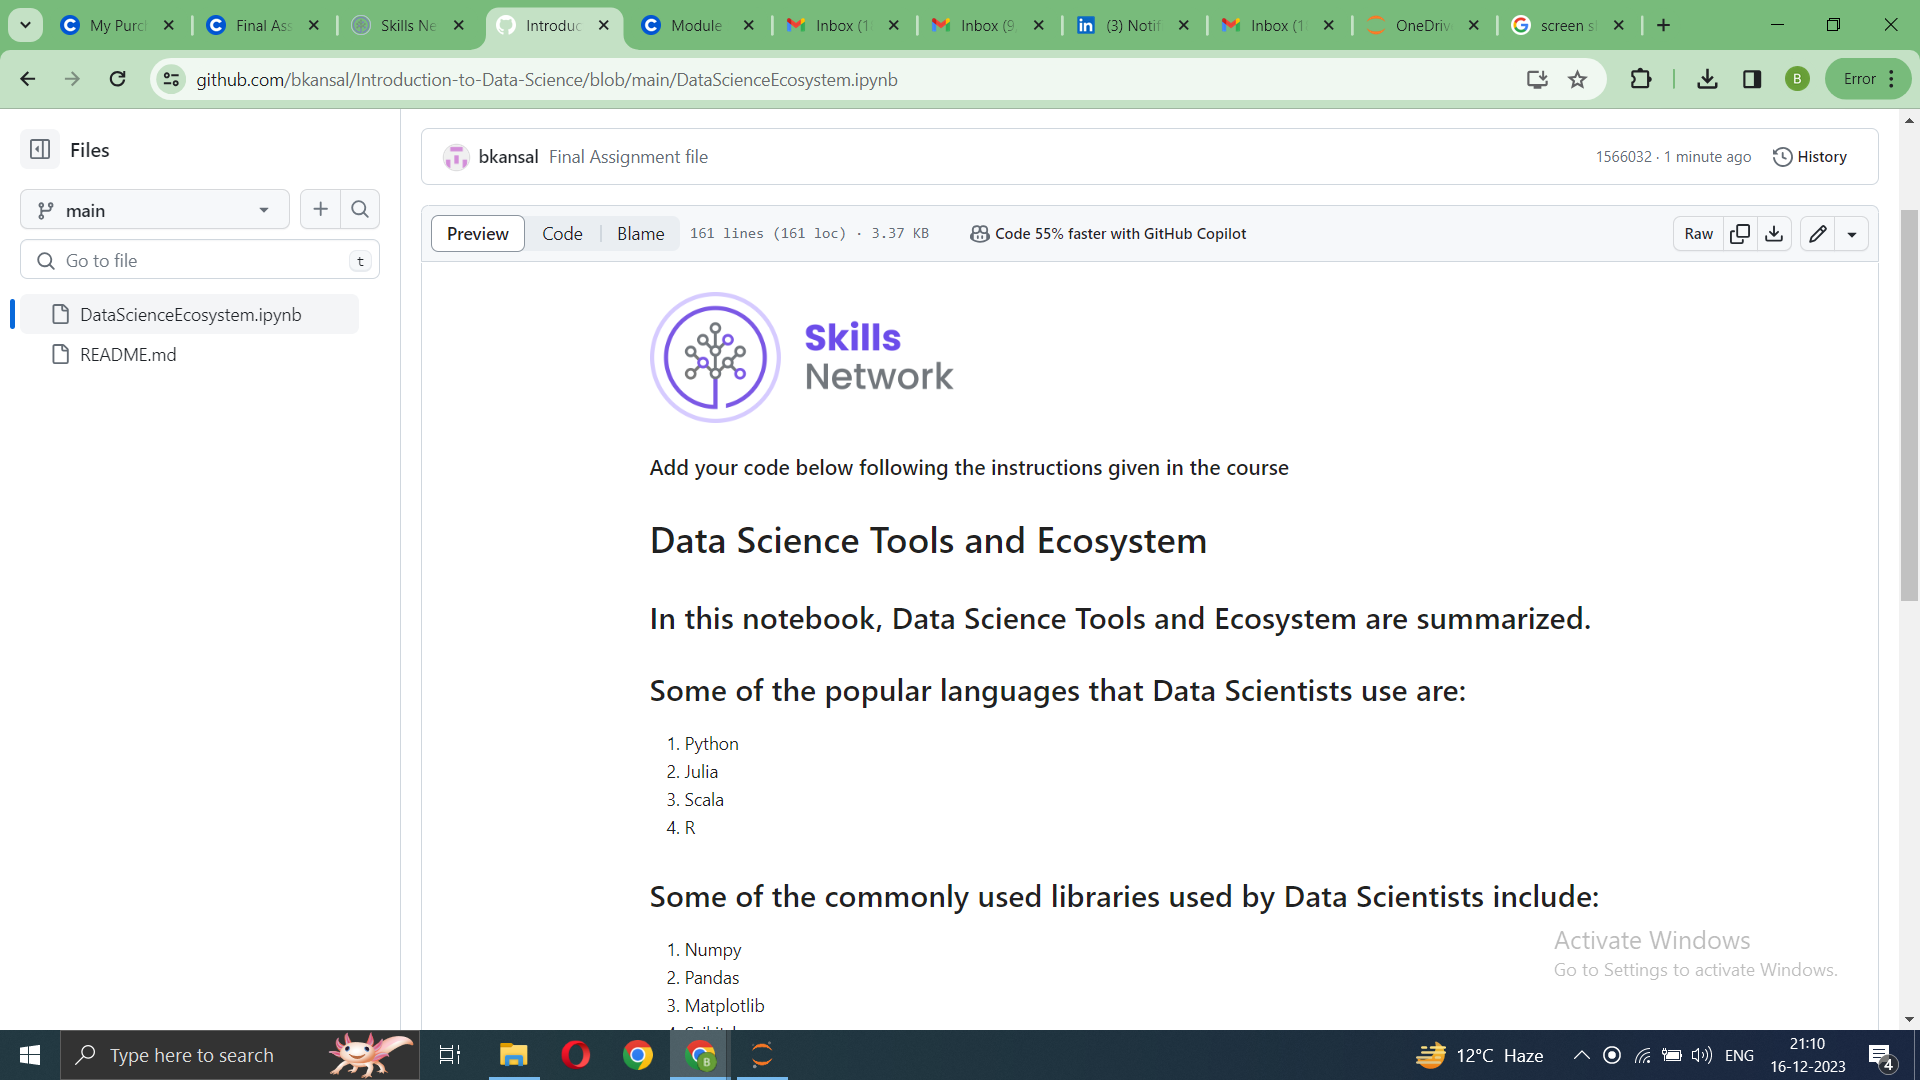 My Purc
Final Ass
Skills Ne
Introduc
Module
Inbox (1
Inbox (9
(3) Notif
Inbox (1
OneDriv
screen s
github.com/bkansal/Introduction-to-Data-Science/blob/main/DataScienceEcosystem.ipynb
B
Error
Files
main
Go to file
t
DataScienceEcosystem.ipynb
README.md
bkansal Final Assignment file
1566032 · 1 minute ago
History
Preview
Code
Blame
161 lines (161 loc) · 3.37 KB
Code 55% faster with GitHub Copilot
Raw
Skills
Network
Add your code below following the instructions given in the course
Data Science Tools and Ecosystem
In this notebook, Data Science Tools and Ecosystem are summarized.
Some of the popular languages that Data Scientists use are:
1. Python
2. Julia
3. Scala
4. R
Some of the commonly used libraries used by Data Scientists include:
1. Numpy
2. Pandas
3. Matplotlib
Activate Windows
Go to Settings to activate Windows.
Type here to search
B
12°C Haze
ENG
21:10
16-12-2023
4